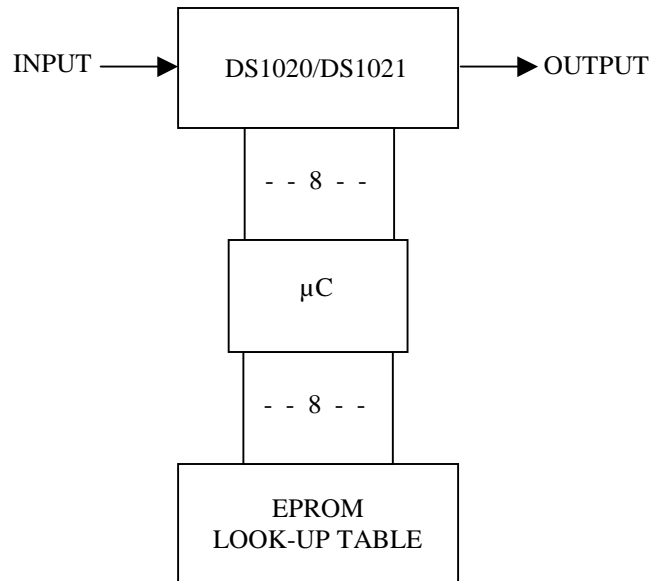 INPUT
DS1020/DS1021
OUTPUT
- - 8 - -
µC
- - 8 - -
EPROM
LOOK-UP TABLE